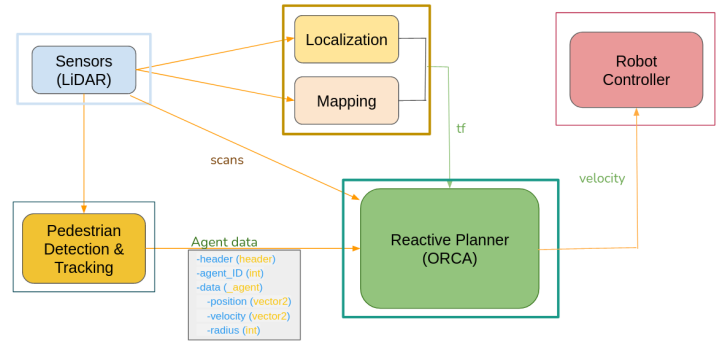 Sensors
(LiDAR)
Localization
Mapping
Robot
Controller
tf
scans
velocity
Pedestrian
Detection &
Tracking
Agent data
-header (header)
-agent_ID (int)
-data (_agent)
-position (vector2)
-velocity (vector2)
-radius (int)
Reactive Planner
(ORCA)